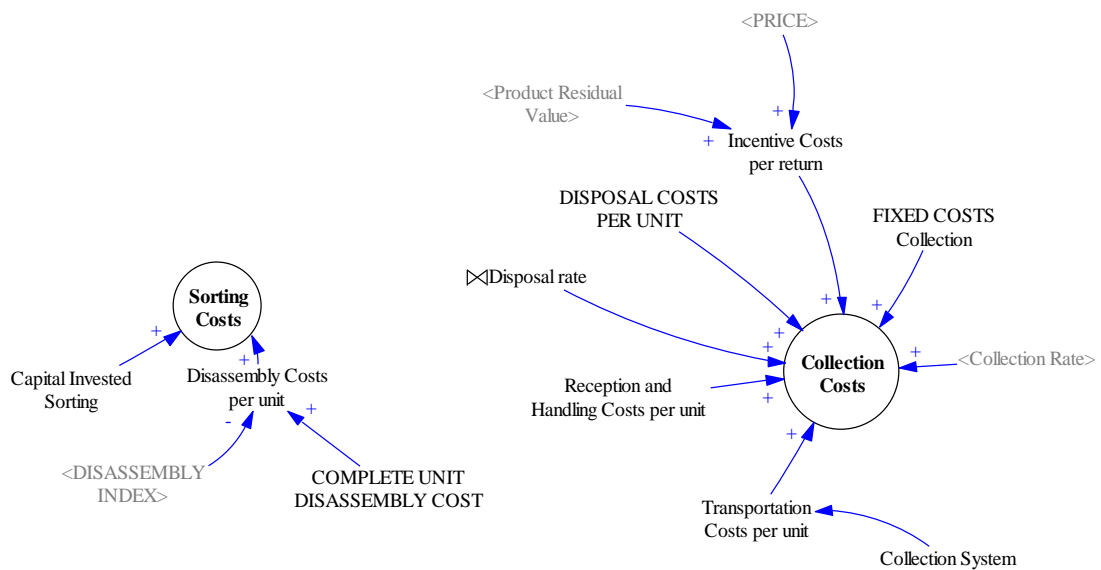 <PRICE>
<Product Residual
Value>
+
+
Incentive Costs
per return
DISPOSAL COSTS
PER UNIT
FIXED COSTS
Collection
⋈Disposal rate
Sorting
Costs
+
+
+
Capital Invested
Sorting
+
Disassembly Costs
per unit
+
+
+
Collection
Costs
+
<Collection Rate>
Reception and
Handling Costs per unit
+
-
+
+
<DISASSEMBLY
INDEX>
COMPLETE UNIT
DISASSEMBLY COST
Transportation
Costs per unit
Collection System